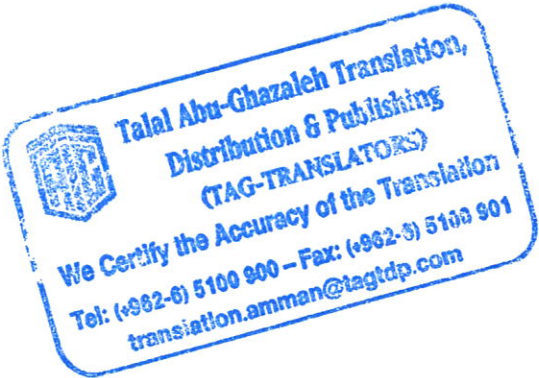 Talal Abu-Ghazaleh Translation,
Distribution & Publishing
(TAG-TRANSLATORS)
We Certify the Accuracy of the Translation
Tel: (+962-6) 5100 900 – Fax: (+962-6) 5100 901
translation.amman@tagtdp.com